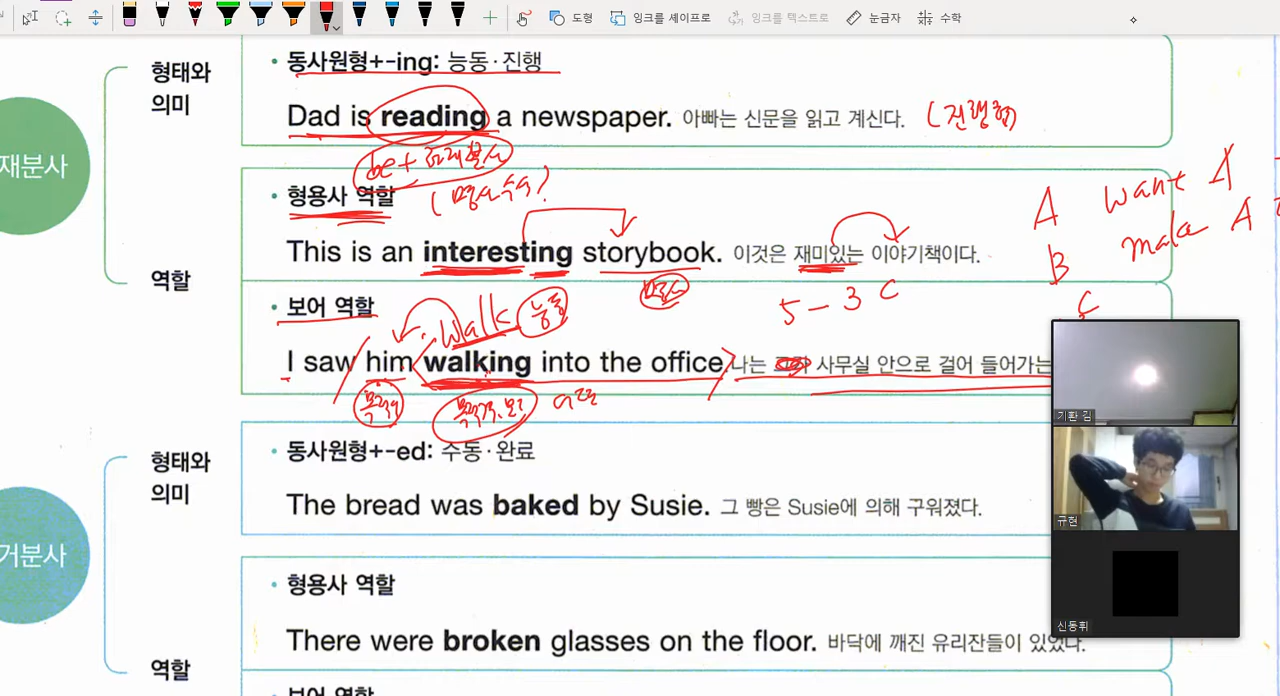 도형
잉크를 셰이프로
잉크를 텍스트로
눈금자
수학
형태와
의미
• 동사원형+-ing: 능동·진행
Dad is reading a newspaper. 아빠는 신문을 읽고 계신다. (진행형)
be+현재분사
재분사
• 형용사 역할
(명사수식)
This is an interesting storybook. 이것은 재미있는 이야기책이다.
역할
• 보어 역할
walk
능동
5-3
A want A
B make A
C
I saw him walking into the office 나는 사무실 안으로 걸어 들어가는
목적어
목적격.보어
기환 김
규현
신동휘
형태와
의미
• 동사원형+-ed: 수동·완료
The bread was baked by Susie. 그 빵은 Susie에 의해 구워졌다.
거분사
• 형용사 역할
There were broken glasses on the floor. 바닥에 깨진 유리잔들이 있었다.
역할
• 보어 역할